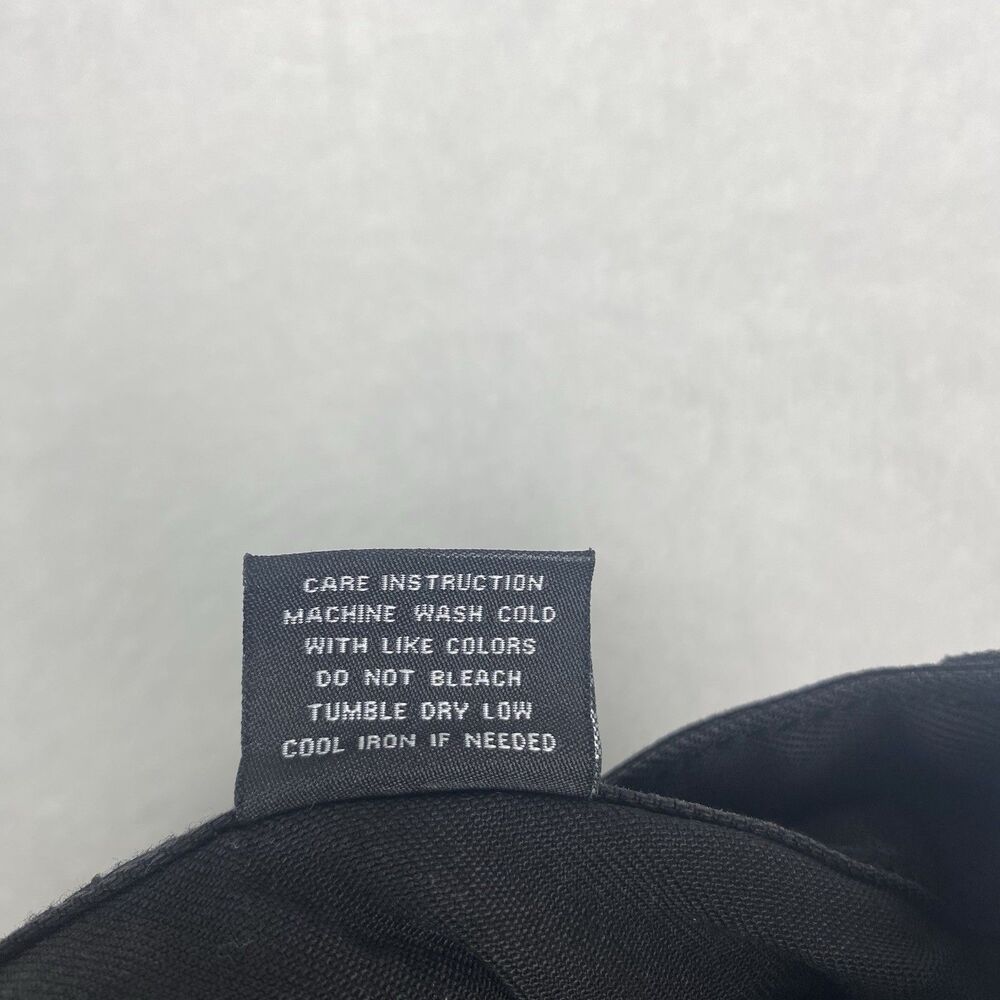 CARE INSTRUCTION
MACHINE WASH COLD
WITH LIKE COLORS
DO NOT BLEACH
TUMBLE DRY LOW
COOL IRON IF NEEDED